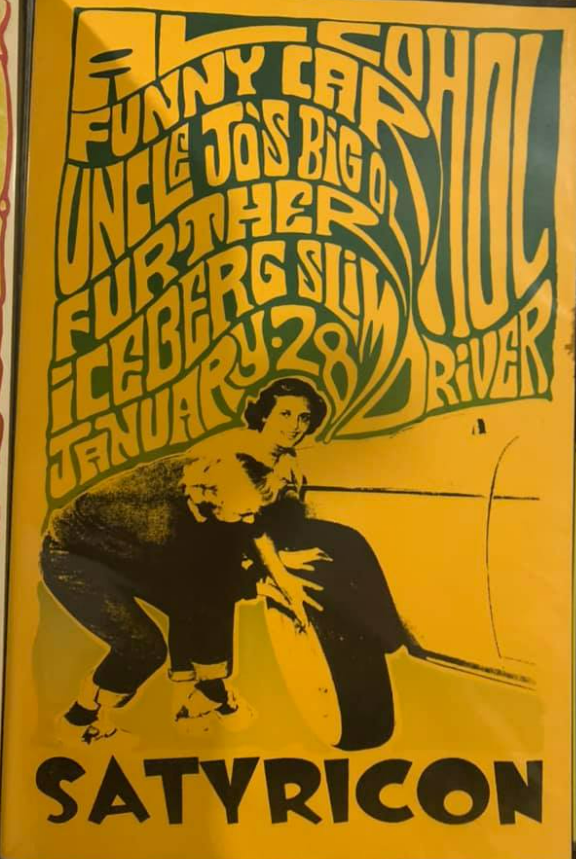 ALCOHOL
FUNNY CAR
UNCLE JO'S BIG OL
DRIVER
FURTHER
ICEBERG SLIM
JANUARY·28
SATYRICON